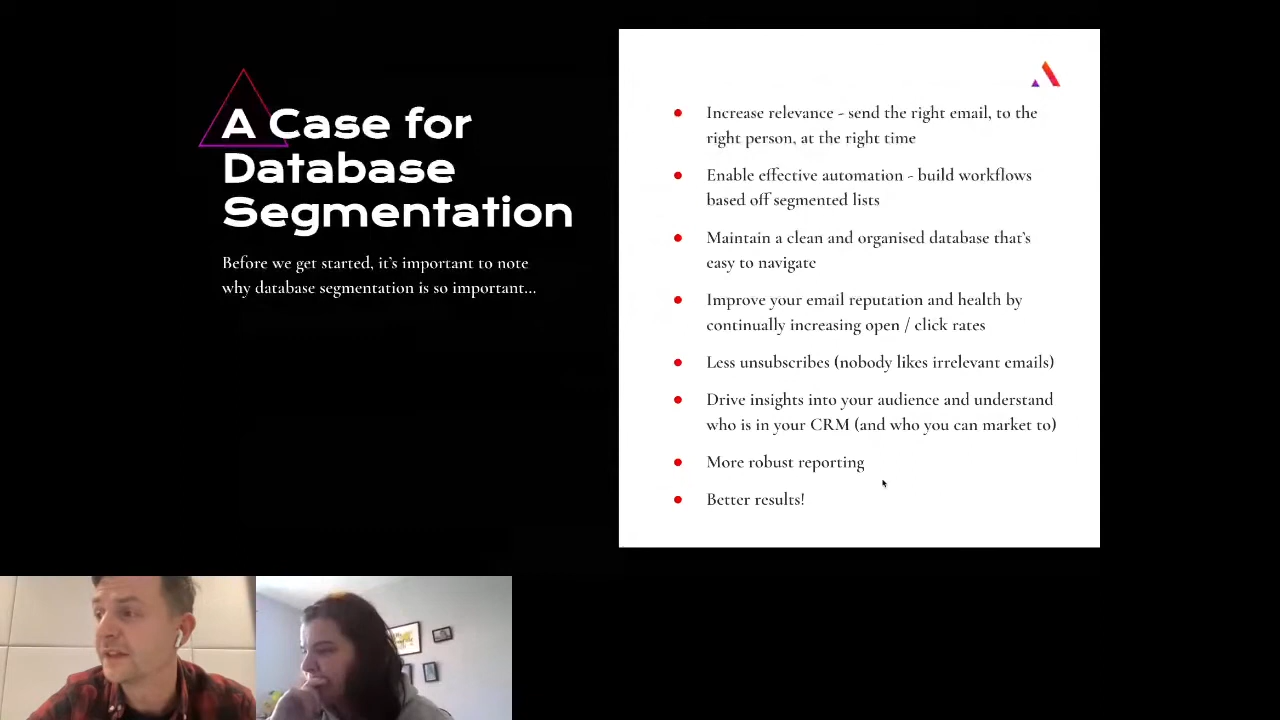 A Case for
Database
Segmentation
Before we get started, it's important to note
why database segmentation is so important...
Increase relevance - send the right email, to the
right person, at the right time
Enable effective automation - build workflows
based off segmented lists
Maintain a clean and organised database that's
easy to navigate
Improve your email reputation and health by
continually increasing open / click rates
Less unsubscribes (nobody likes irrelevant emails)
Drive insights into your audience and understand
who is in your CRM (and who you can market to)
More robust reporting
Better results!